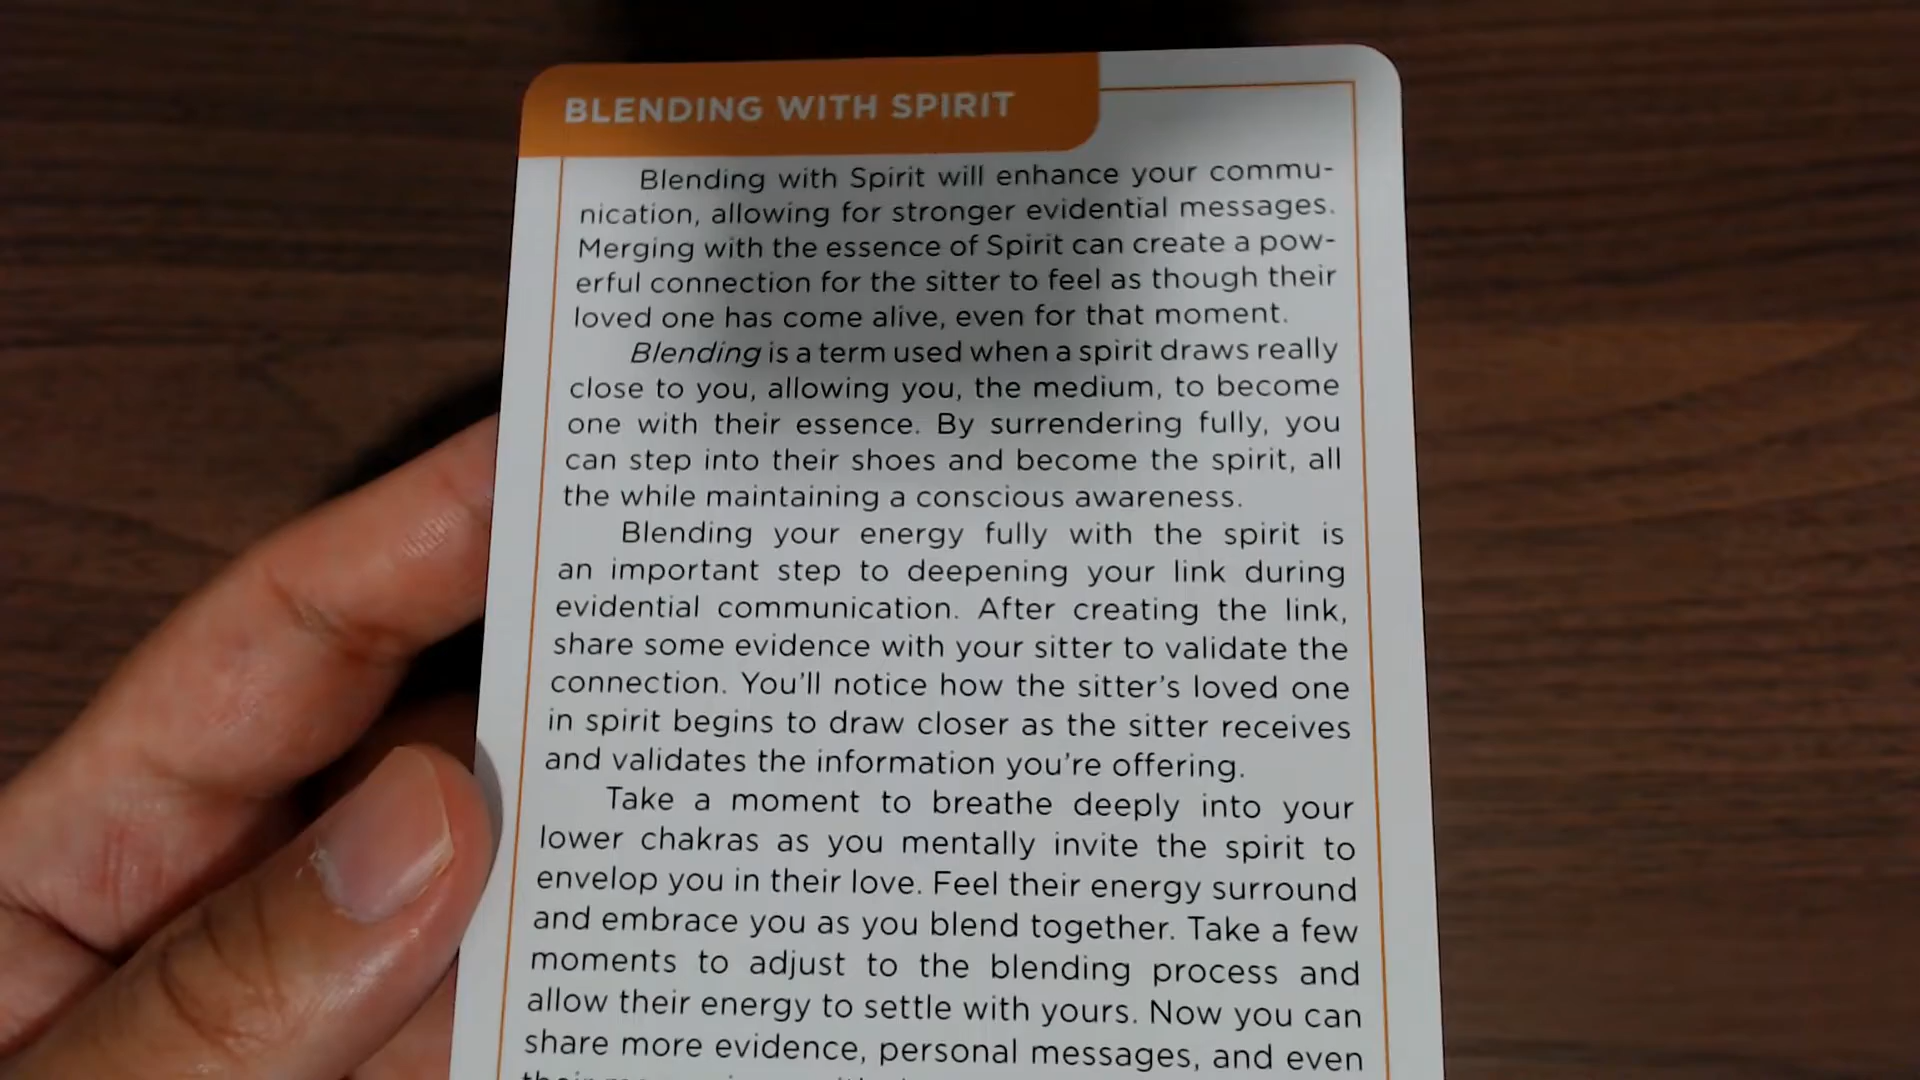 BLENDING WITH SPIRIT
Blending with Spirit will enhance your commu-
nication, allowing for stronger evidential messages.
Merging with the essence of Spirit can create a pow-
erful connection for the sitter to feel as though their
loved one has come alive, even for that moment.
Blending is a term used when a spirit draws really
close to you, allowing you, the medium, to become
one with their essence. By surrendering fully, you
can step into their shoes and become the spirit, all
the while maintaining a conscious awareness.
Blending your energy fully with the spirit is
an important step to deepening your link during
evidential communication. After creating the link,
share some evidence with your sitter to validate the
connection. You'll notice how the sitter's loved one
in spirit begins to draw closer as the sitter receives
and validates the information you're offering.
Take a moment to breathe deeply into your
lower chakras as you mentally invite the spirit to
envelop you in their love. Feel their energy surround
and embrace you as you blend together. Take a few
moments to adjust to the blending process and
allow their energy to settle with yours. Now you can
share more evidence, personal messages, and even